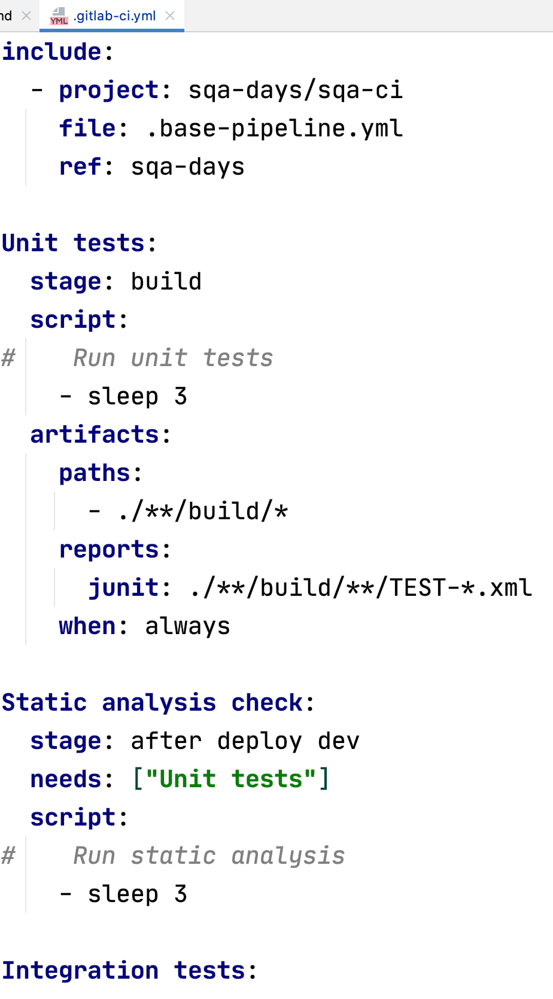 nd
YML .gitlab-ci.yml
include:
  - project: sqa-days/sqa-ci
    file: .base-pipeline.yml
    ref: sqa-days
Unit tests:
  stage: build
  script:
#    Run unit tests
    - sleep 3
  artifacts:
    paths:
      - ./**/build/*
    reports:
      junit: ./**/build/**/TEST-*.xml
    when: always
Static analysis check:
  stage: after deploy dev
  needs: ["Unit tests"]
  script:
#    Run static analysis
    - sleep 3
Integration tests: